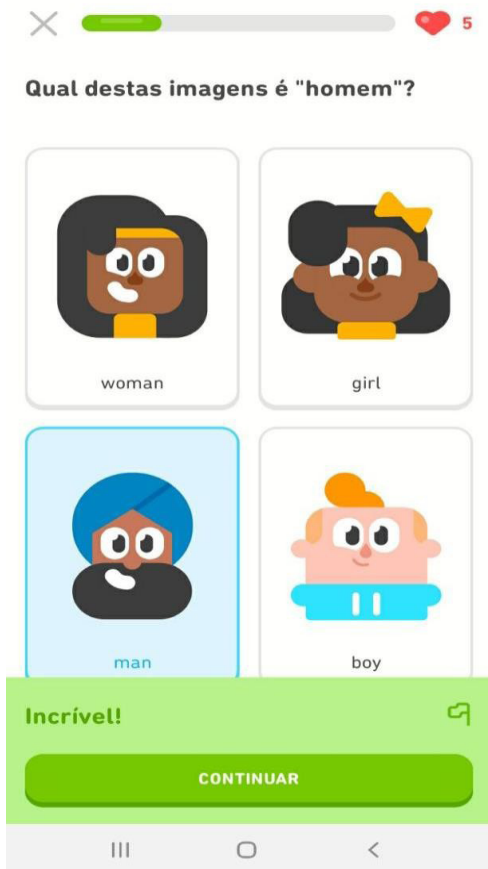 5
Qual destas imagens é "homem"?
woman
girl
man
boy
Incrível!
CONTINUAR